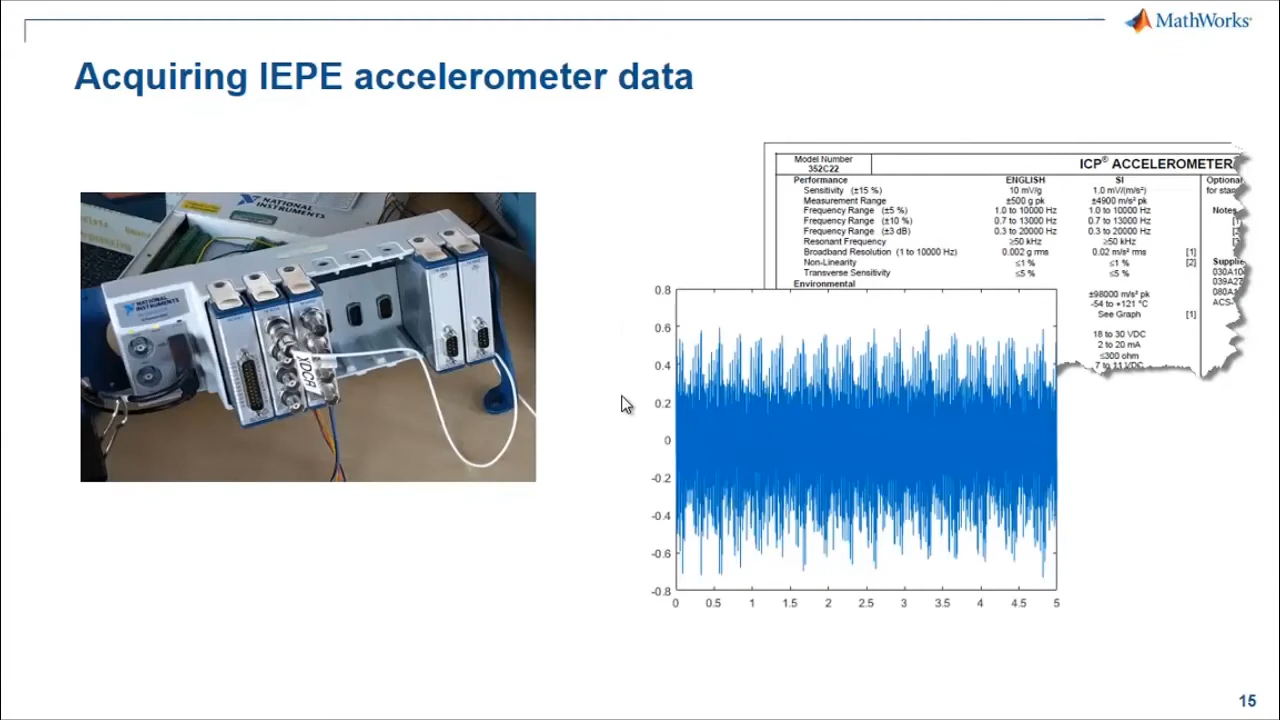 MathWorks®
Acquiring IEPE accelerometer data
Model Number
352C22
ICP® ACCELEROMETER
Performance ENGLISH SI
Sensitivity (±15 %) 10 mV/g 1.0 mV/(m/s²)
Measurement Range ±500 g pk ±4900 m/s² pk
Frequency Range (±5 %) 1.0 to 10000 Hz 1.0 to 10000 Hz
Frequency Range (±10 %) 0.7 to 13000 Hz 0.7 to 13000 Hz
Frequency Range (±3 dB) 0.3 to 20000 Hz 0.3 to 20000 Hz
Resonant Frequency ≥50 kHz ≥50 kHz
Broadband Resolution (1 to 10000 Hz) 0.002 g rms 0.02 m/s² rms [1]
Non-Linearity ≤1 % ≤1 % [2]
Transverse Sensitivity ≤5 % ≤5 %
Environmental
±98000 m/s² pk
-54 to +121 °C
See Graph [1]
18 to 30 VDC
2 to 20 mA
≤300 ohm
7 to 11 VDC
Optional
for
Notes
030A10
ACS-
NATIONAL
INSTRUMENTS
NATIONAL
INSTRUMENTS
XDCR
0.8
0.6
0.4
0.2
0
-0.2
-0.4
-0.6
-0.8
0 0.5 1 1.5 2 2.5 3 3.5 4 4.5 5
15